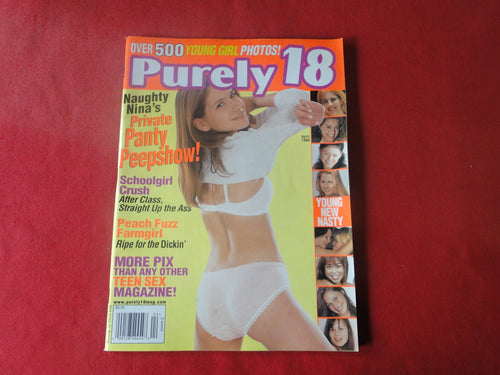 OVER 500 YOUNG GIRL PHOTOS!
Purely 18
Naughty
Nina's
Private
Panty
Peepshow!
April
Schoolgirl
Crush
After Class,
Straight Up the Ass
Peach Fuzz
Farmgirl
Ripe for the Dickin'
MORE PIX
THAN ANY OTHER
TEEN SEX
MAGAZINE!
www.purely18mag.com
YOUNG
NEW
NASTY